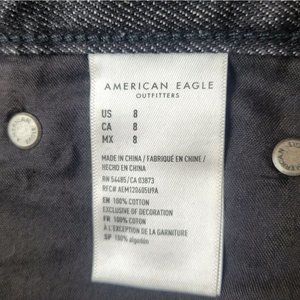 AMERICAN EAGLE
OUTFITTERS
US 8
CA 8
MX 8
MADE IN CHINA / FABRIQUÉ EN CHINE /
HECHO EN CHINA
RN 54485/CA 03873
RFC# AEM120605U9A
EN 100% COTTON
EXCLUSIVE OF DECORATION
FR 100% COTON
À L'EXCEPTION DE LA GARNITURE
SP 100% algodón